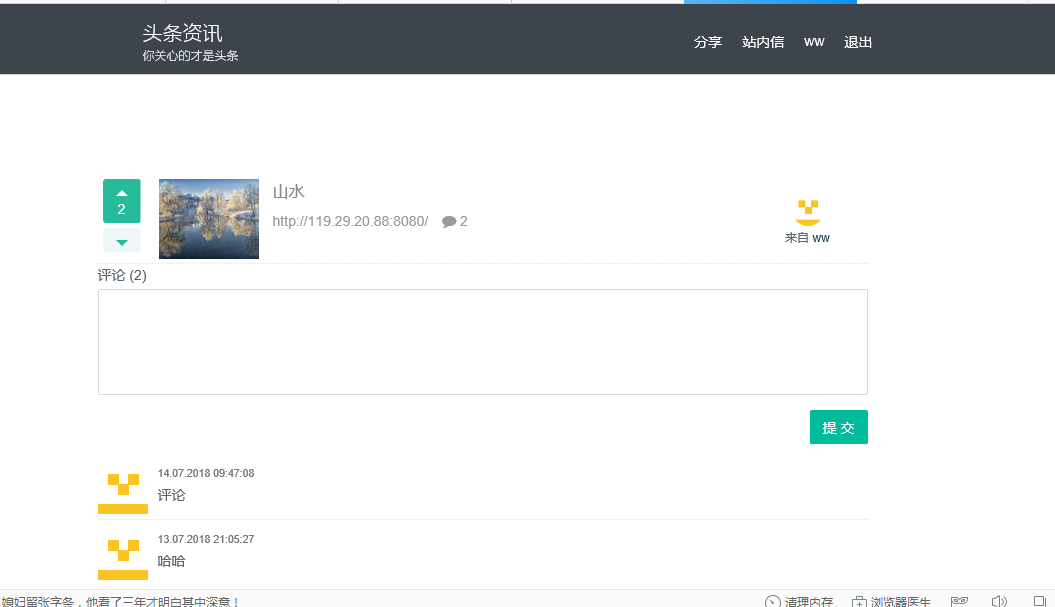 头条资讯
你关心的才是头条
分享 站内信 ww 退出
2
山水
http://119.29.20.88:8080/ 2
来自 ww
评论 (2)
提 交
14.07.2018 09:47:08
评论
13.07.2018 21:05:27
哈哈
媳妇留张字条，他看了三年才明白其中深意！
清理内存 浏览器医生